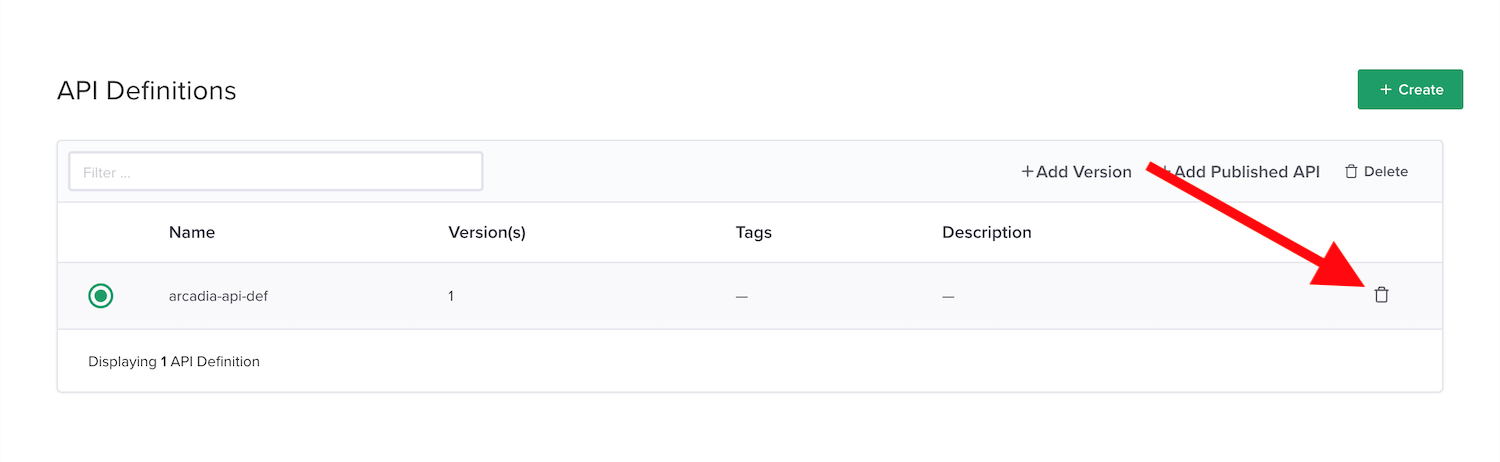 API Definitions
+ Create
Filter ...
+Add Version +Add Published API Delete
Name Version(s) Tags Description
arcadia-api-def 1 — —
Displaying 1 API Definition